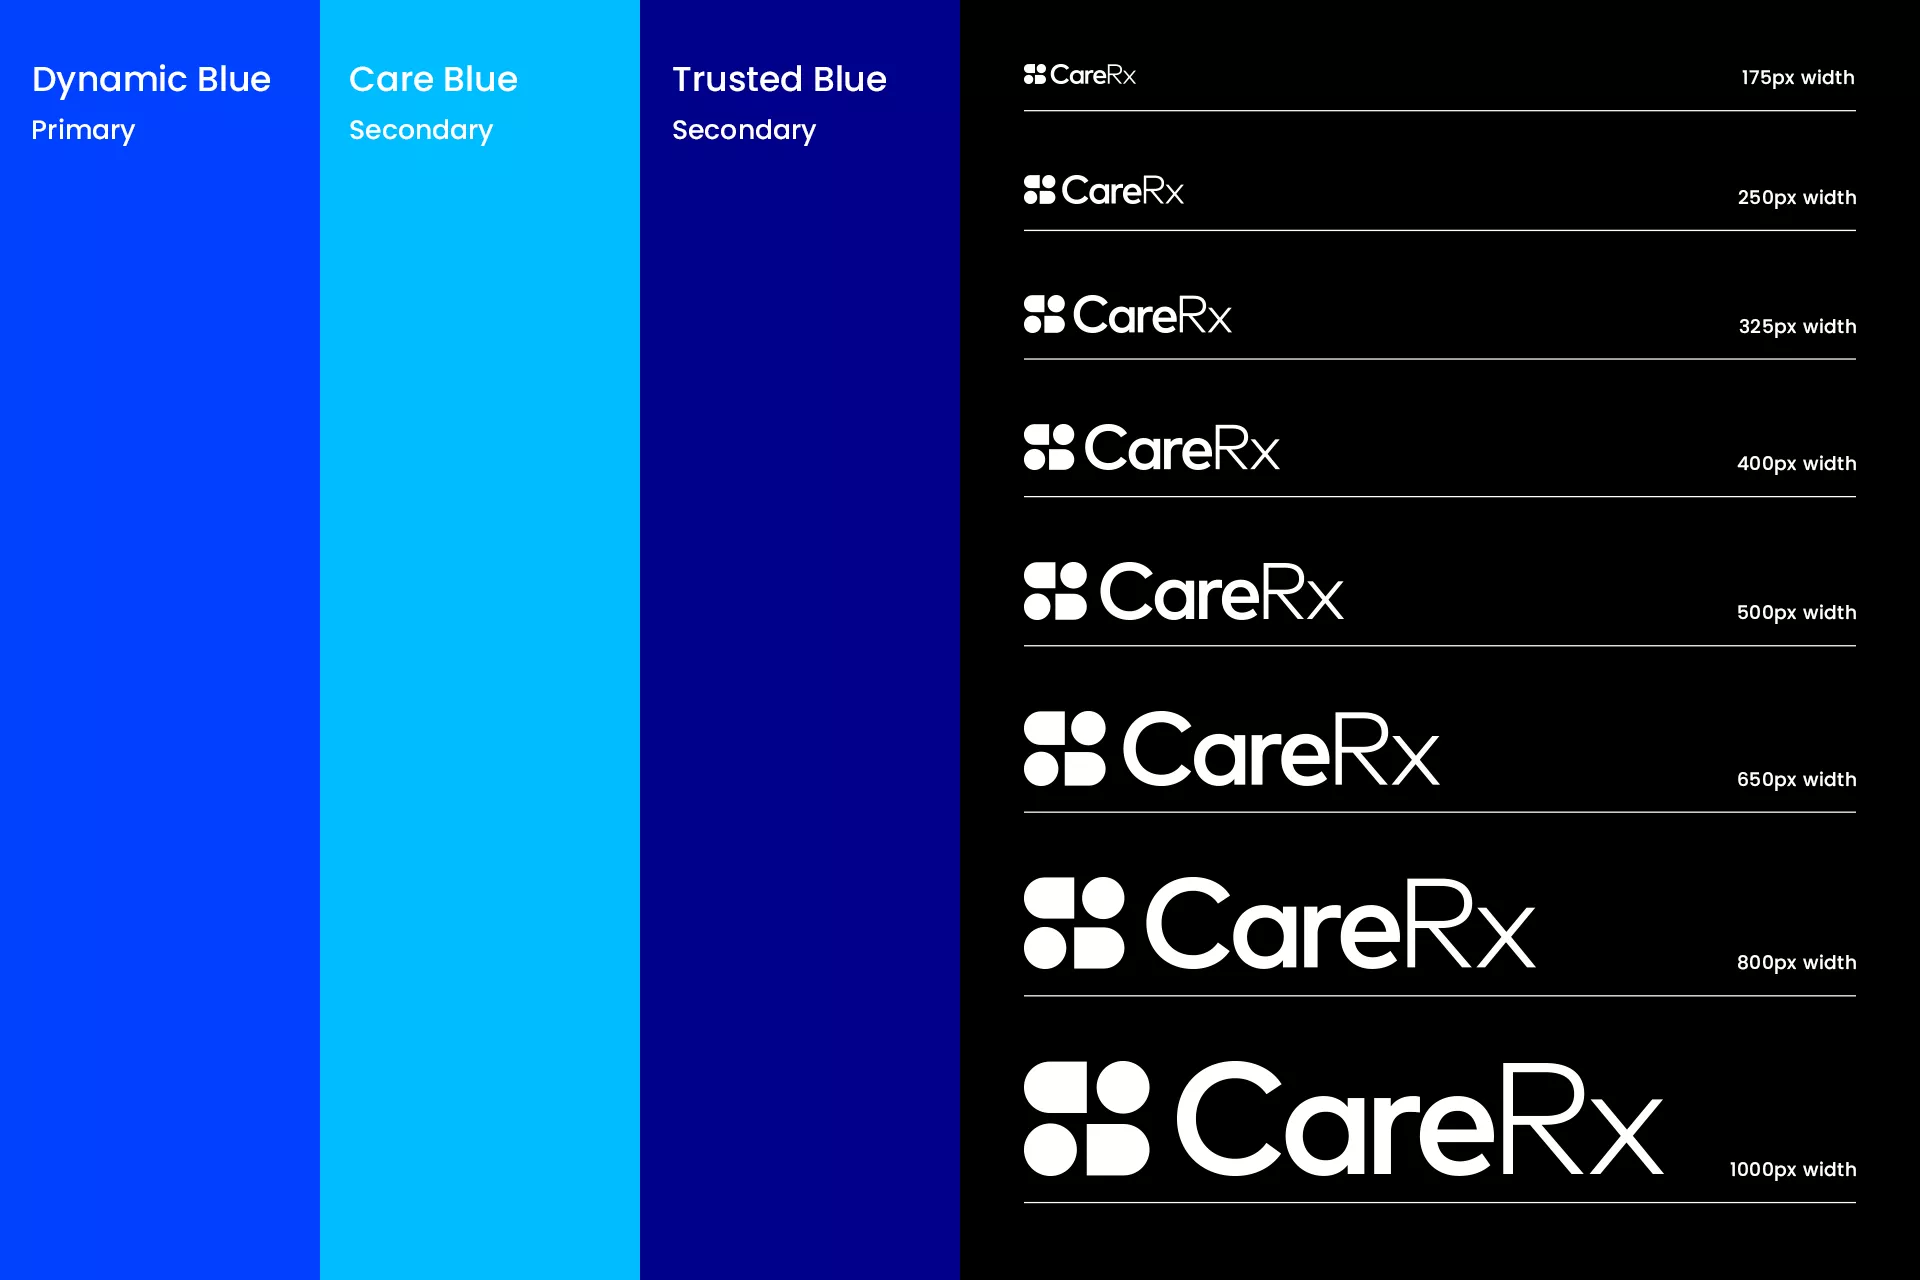 Dynamic Blue
Primary
Care Blue
Secondary
Trusted Blue
Secondary
CareRx
175px width
CareRx
250px width
CareRx
325px width
CareRx
400px width
CareRx
500px width
CareRx
650px width
CareRx
800px width
CareRx
1000px width